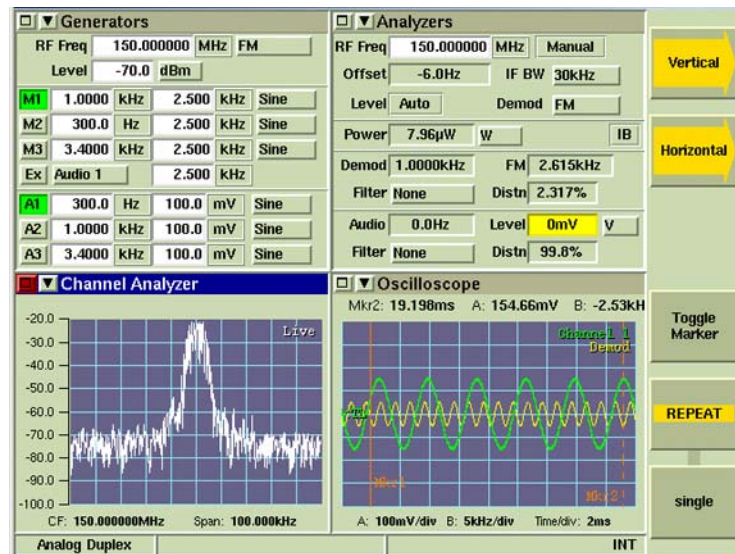 Generators
RF Freq 150.000000 MHz FM
Level -70.0 dBm
M1 1.0000 kHz 2.500 kHz Sine
M2 300.0 Hz 2.500 kHz Sine
M3 3.4000 kHz 2.500 kHz Sine
Ex Audio 1 2.500 kHz
A1 300.0 Hz 100.0 mV Sine
A2 1.0000 kHz 100.0 mV Sine
A3 3.4000 kHz 100.0 mV Sine
Analyzers
RF Freq 150.000000 MHz Manual
Offset -6.0Hz IF BW 30kHz
Level Auto Demod FM
Power 7.96µW W IB
Demod 1.0000kHz FM 2.615kHz
Filter None Distn 2.317%
Audio 0.0Hz Level 0mV V
Filter None Distn 99.8%
Channel Analyzer
Live
-20.0
-30.0
-40.0
-50.0
-60.0
-70.0
-80.0
-90.0
-100.0
CF: 150.000000MHz Span: 100.000kHz
Oscilloscope
Mkr2: 19.198ms A: 154.66mV B: -2.53kH
Channel 1
Demod
Mkr1
Mkr2
A: 100mV/div B: 5kHz/div Time/div: 2ms
Vertical
Horizontal
Toggle
Marker
REPEAT
single
Analog Duplex
INT